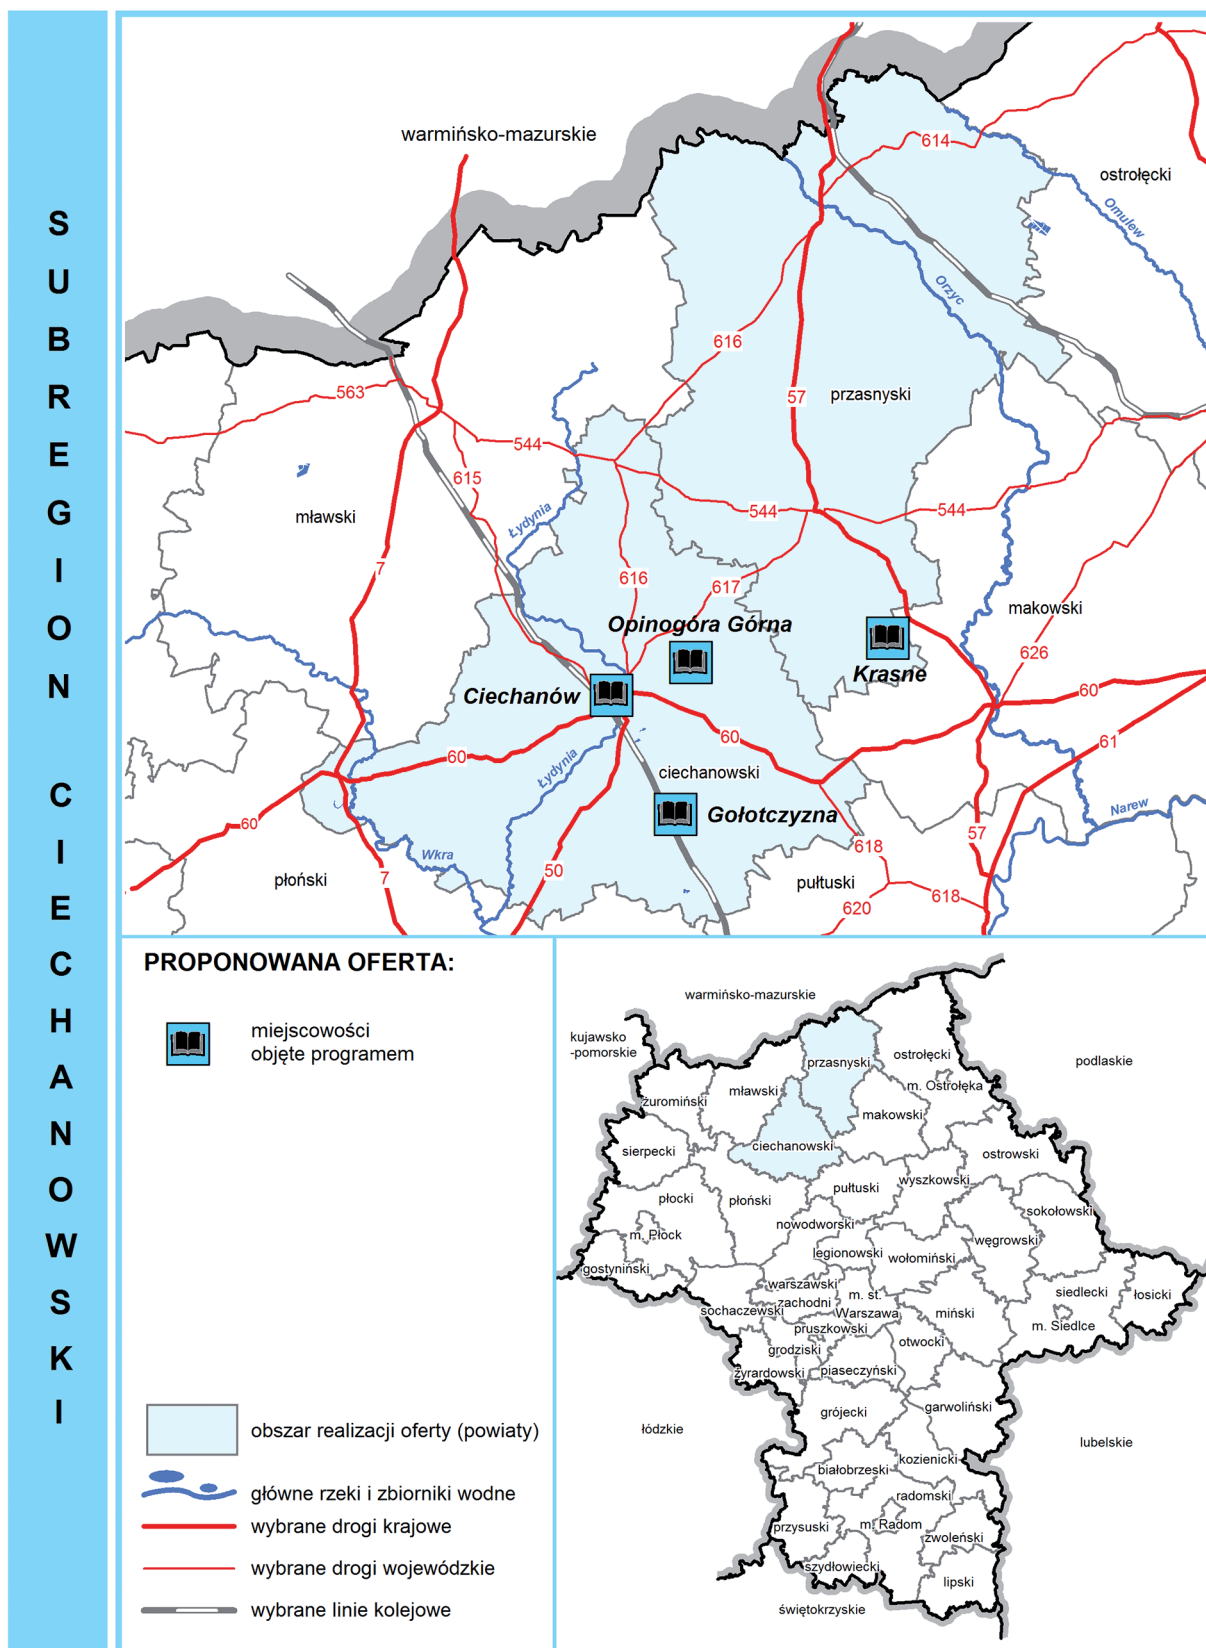 SUBREGION CIECHANOWSKI
warmińsko-mazurskie
614
ostrołęcki
Omulew
Orzyc
616
563
57
przasnyski
544
615
mławski
Łydynia
544
544
7
616
617
makowski
Opinogóra Górna
626
Krasne
Ciechanów
60
60
61
60
Łydynia
ciechanowski
Gołotczyzna
Narew
60
57
618
Wkra
50
7
płoński
pułtuski
618
620
PROPONOWANA OFERTA:
miejscowości
objęte programem
obszar realizacji oferty (powiaty)
główne rzeki i zbiorniki wodne
wybrane drogi krajowe
wybrane drogi wojewódzkie
wybrane linie kolejowe
warmińsko-mazurskie
kujawsko
-pomorskie
podlaskie
przasnyski
ostrołęcki
m. Ostrołęka
mławski
żuromiński
makowski
ciechanowski
sierpecki
ostrowski
wyszkowski
pułtuski
płocki
płoński
sokołowski
nowodworski
m. Płock
węgrowski
legionowski
wołomiński
gostyniński
warszawski
zachodni
m. st.
Warszawa
siedlecki
łosicki
sochaczewski
miński
m. Siedlce
pruszkowski
otwocki
grodziski
żyrardowski
piaseczyński
garwoliński
grójecki
łódzkie
lubelskie
kozienicki
białobrzeski
radomski
przysuski
m. Radom
zwoleński
szydłowiecki
lipski
świętokrzyskie